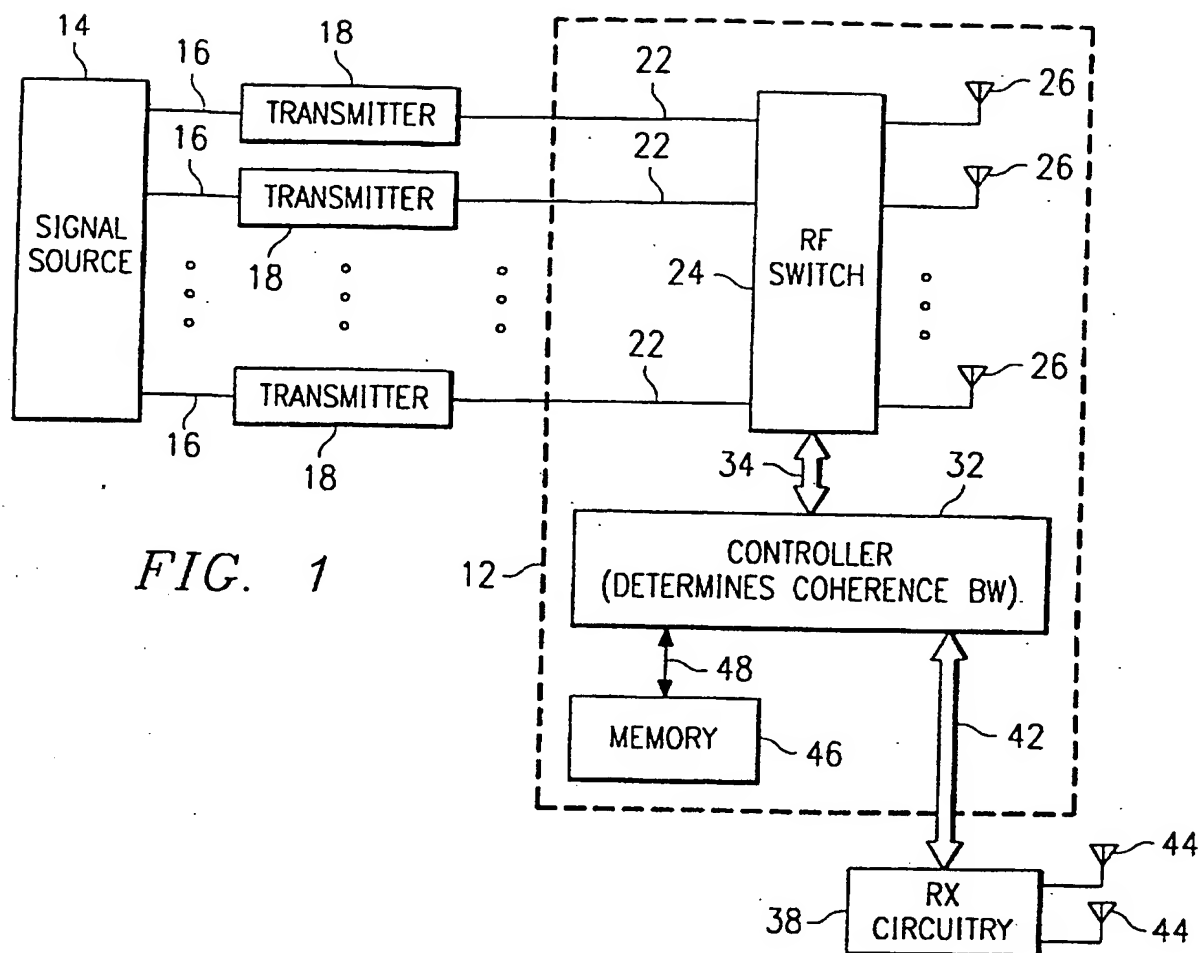 14
16
18
TRANSMITTER
22
26
16
TRANSMITTER
18
22
26
SIGNAL
SOURCE
24
RF
SWITCH
16
TRANSMITTER
18
22
26
34
32
FIG. 1
12
CONTROLLER
(DETERMINES COHERENCE BW)
48
MEMORY
46
42
38
RX
CIRCUITRY
44
44